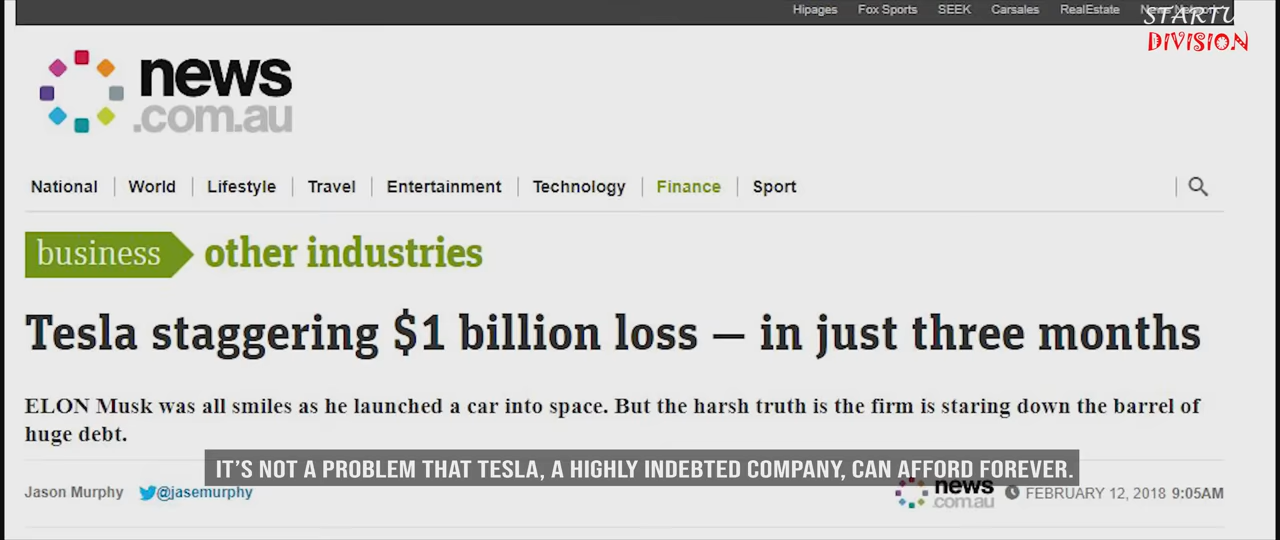 Hipages Fox Sports SEEK Carsales RealEstate News Network
STARTU
DIVISION
news
.com.au
National World Lifestyle Travel Entertainment Technology Finance Sport
business other industries
Tesla staggering $1 billion loss — in just three months
ELON Musk was all smiles as he launched a car into space. But the harsh truth is the firm is staring down the barrel of
huge debt.
IT’S NOT A PROBLEM THAT TESLA, A HIGHLY INDEBTED COMPANY, CAN AFFORD FOREVER.
Jason Murphy @jasemurphy news .com.au FEBRUARY 12, 2018 9:05AM